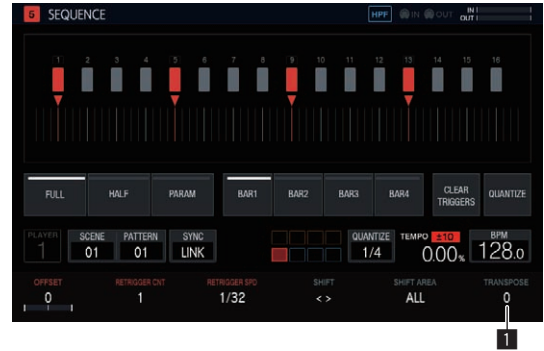 5 SEQUENCE HPF IN OUT IN OUT
1 2 3 4 5 6 7 8 9 10 11 12 13 14 15 16
FULL HALF PARAM BAR1 BAR2 BAR3 BAR4 CLEAR TRIGGERS QUANTIZE
PLAYER SCENE PATTERN SYNC QUANTIZE TEMPO ±10 BPM
1 01 01 LINK 1/4 0.00% 128.0
OFFSET RETRIGGER CNT RETRIGGER SPD SHIFT SHIFT AREA TRANSPOSE
0 1 1/32 < > ALL 0
1